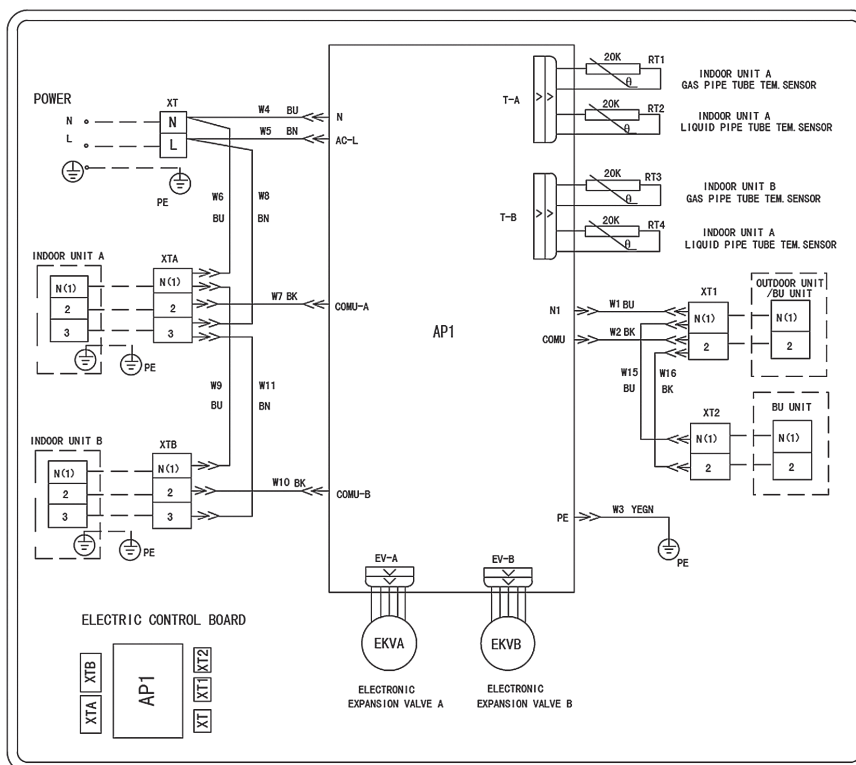 POWER
XT
N
N
L
L
PE
W4 BU
W5 BN
N
AC-L
W6
BU
W8
BN
INDOOR UNIT A
N(1)
2
3
PE
XTA
N(1)
2
3
W7 BK
COMU-A
W9
BU
W11
BN
INDOOR UNIT B
N(1)
2
3
PE
XTB
N(1)
2
3
W10 BK
COMU-B
AP1
T-A
20K
RT1
θ
INDOOR UNIT A
GAS PIPE TUBE TEM. SENSOR
20K
RT2
θ
INDOOR UNIT A
LIQUID PIPE TUBE TEM. SENSOR
T-B
20K
RT3
θ
INDOOR UNIT B
GAS PIPE TUBE TEM. SENSOR
20K
RT4
θ
INDOOR UNIT A
LIQUID PIPE TUBE TEM. SENSOR
N1
COMU
W1 BU
W2 BK
XT1
N(1)
2
OUTDOOR UNIT
/BU UNIT
N(1)
2
W15
BU
W16
BK
XT2
N(1)
2
BU UNIT
N(1)
2
PE
W3 YEGN
PE
EV-A
EKVA
ELECTRONIC
EXPANSION VALVE A
EV-B
EKVB
ELECTRONIC
EXPANSION VALVE B
ELECTRIC CONTROL BOARD
XTB
XTA
AP1
XT2
XT1
XT